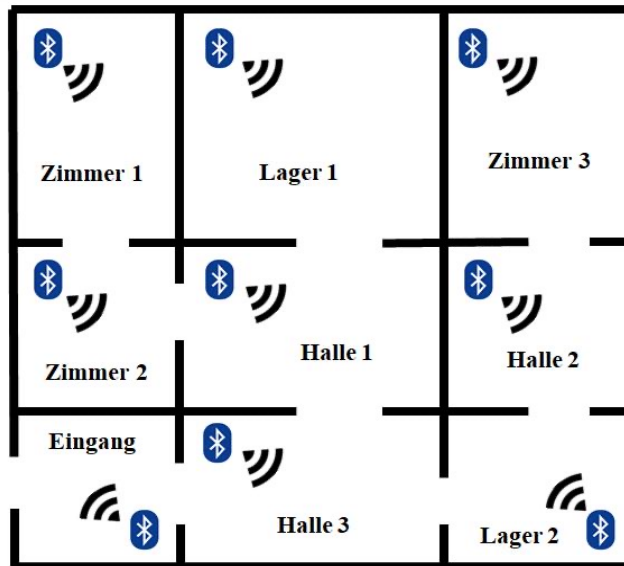 Zimmer 1
Lager 1
Zimmer 3
Zimmer 2
Halle 1
Halle 2
Eingang
Halle 3
Lager 2